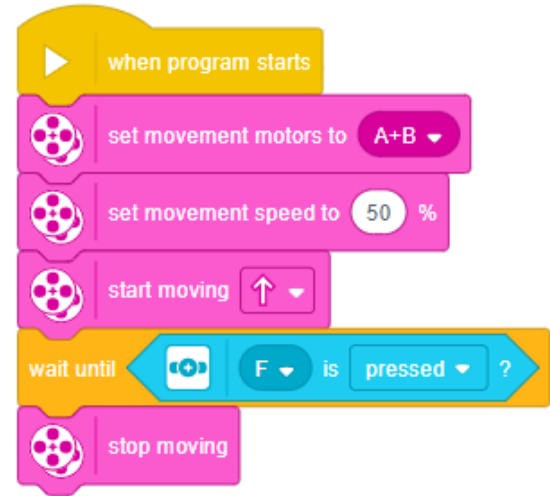 when program starts
set movement motors to A+B
set movement speed to 50 %
start moving
wait until F is pressed ?
stop moving